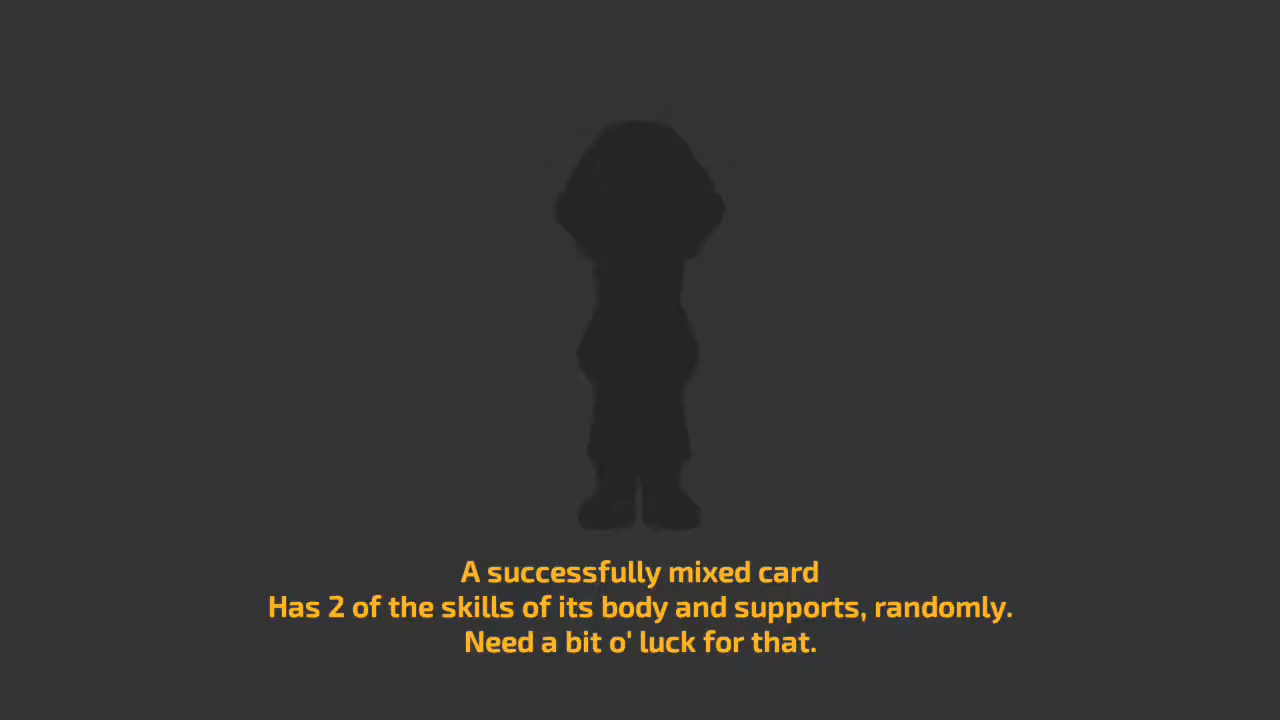 A successfully mixed card
Has 2 of the skills of its body and supports, randomly.
Need a bit o' luck for that.